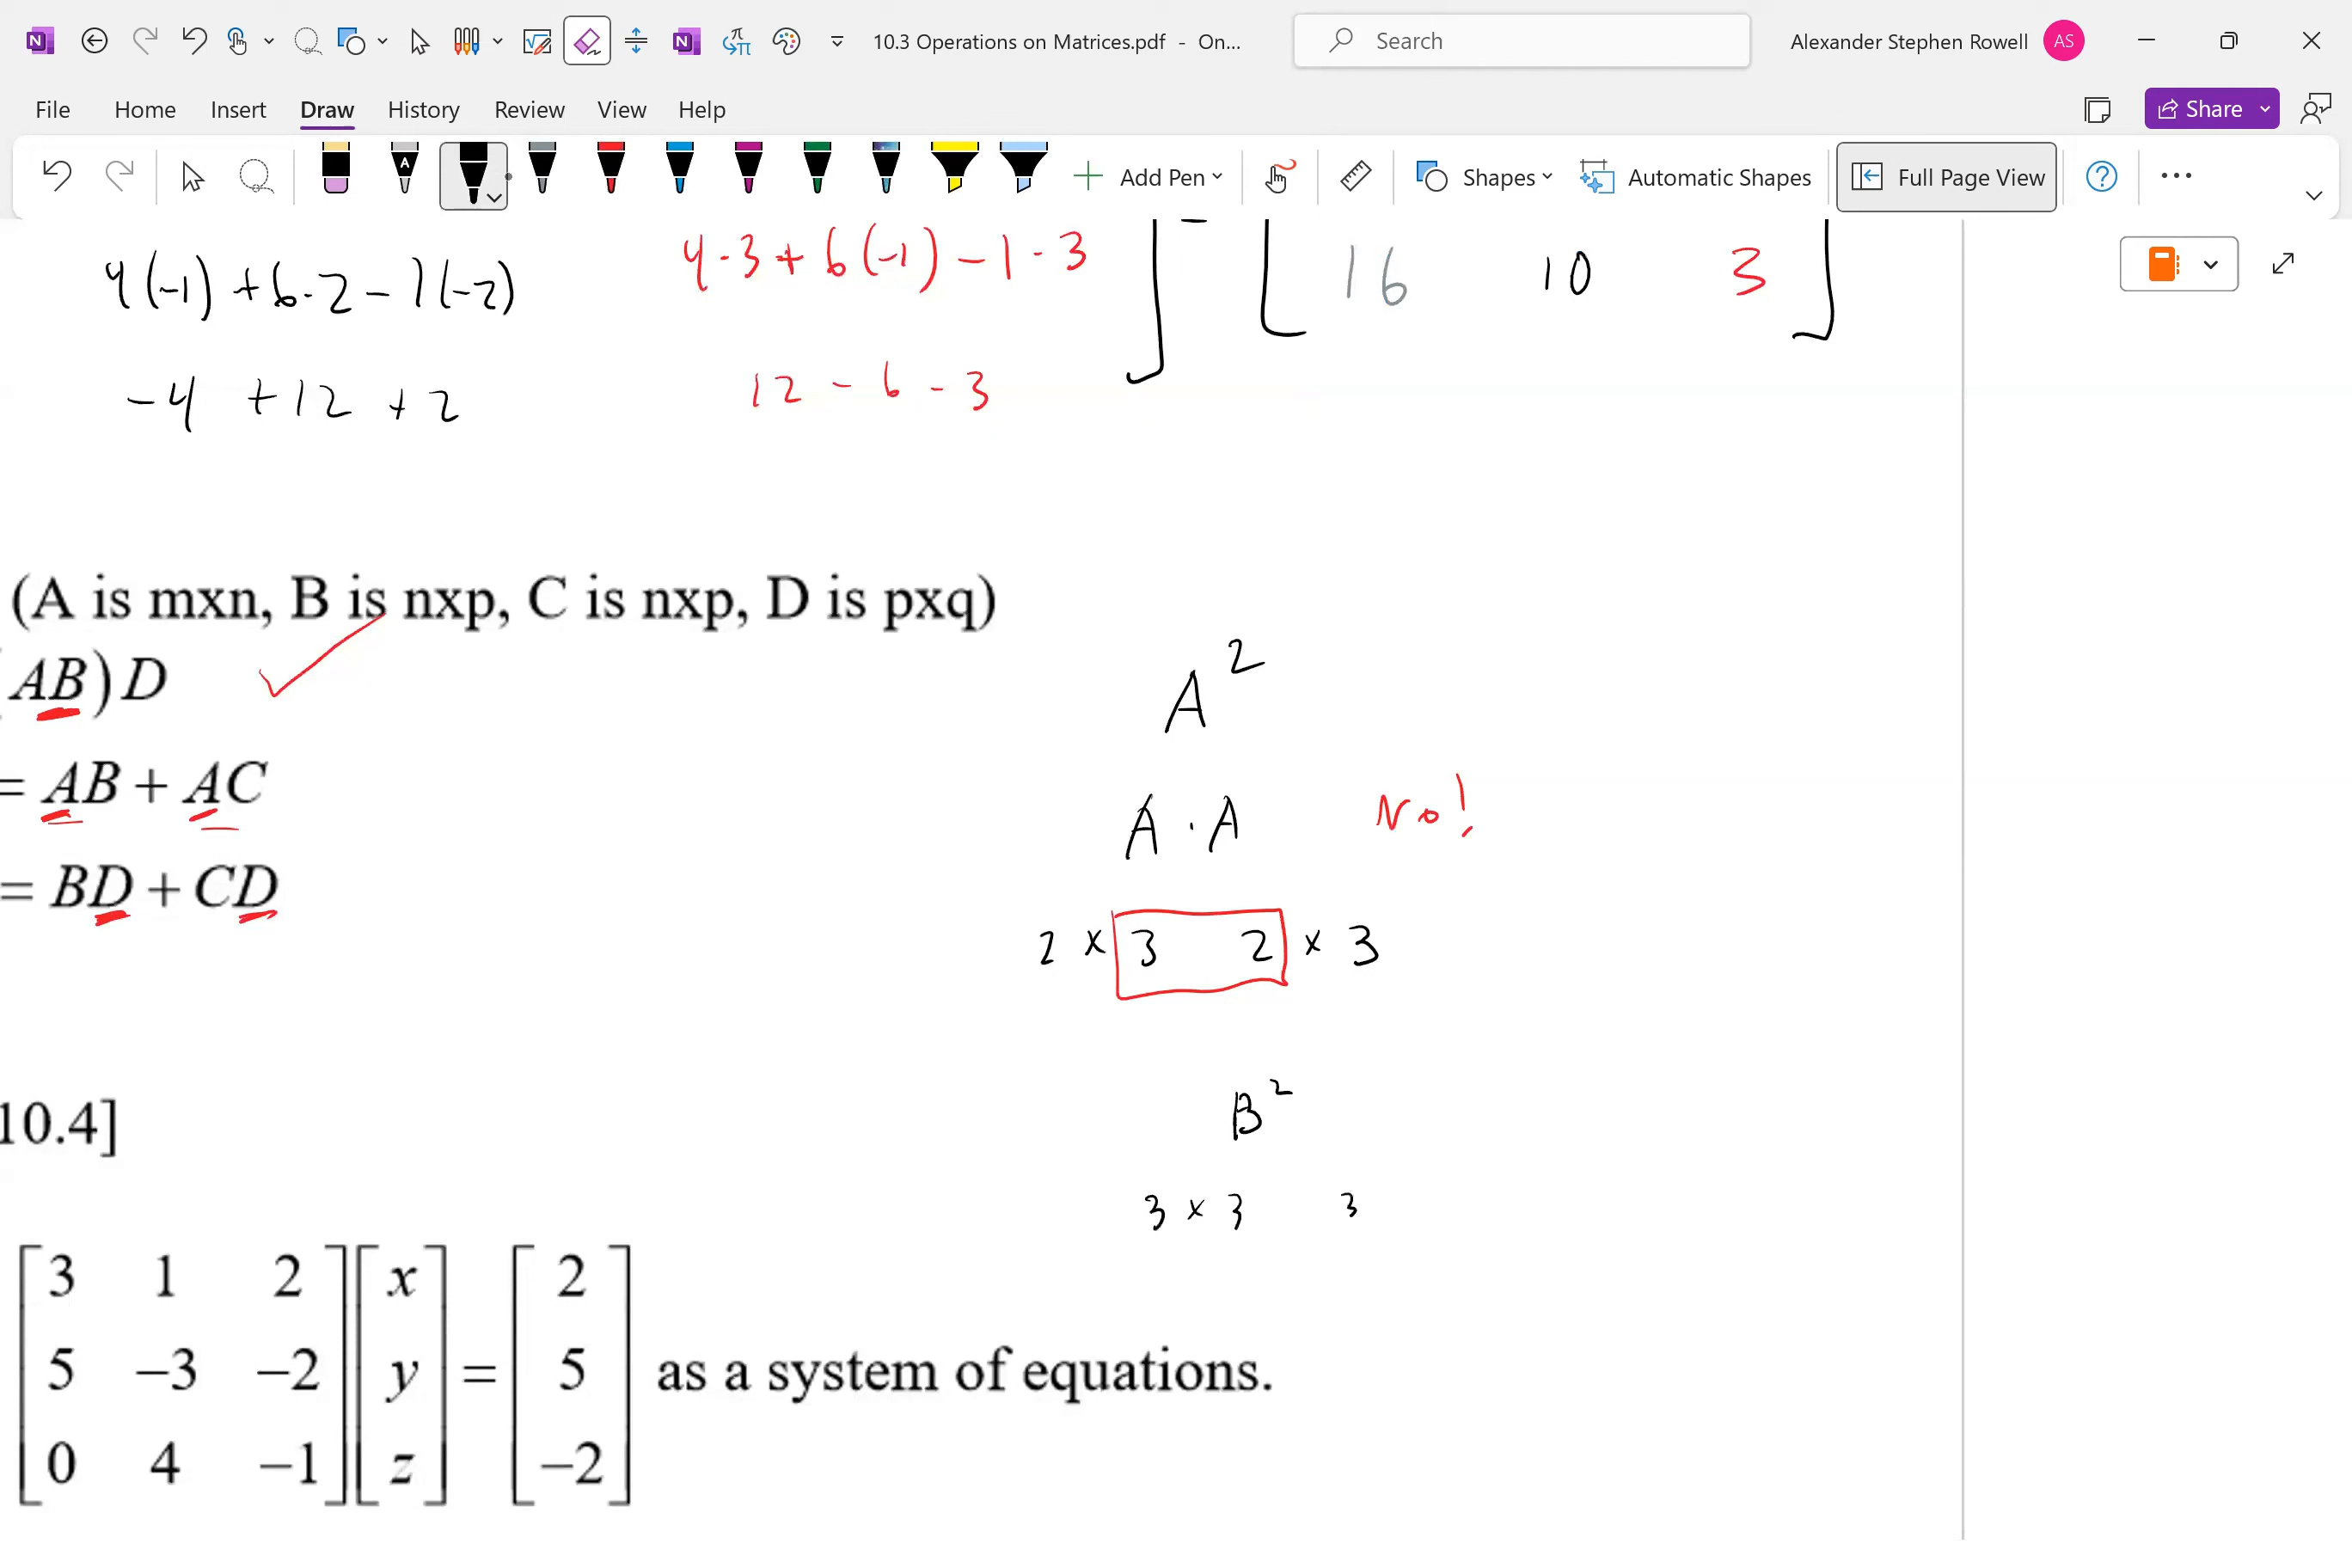 10.3 Operations on Matrices.pdf - On...
Search
Alexander Stephen Rowell AS
File Home Insert Draw History Review View Help
Share
A
Add Pen
Shapes
Automatic Shapes
Full Page View
4(-1) + 6·2 - 1(-2)
4·3 + 6(-1) - 1·3
] = [ 16 10 3 ]
-4 + 12 + 2
12 - 6 - 3
(A is mxn, B is nxp, C is nxp, D is pxq)
(AB)D ✓
= AB + AC
= BD + CD
A²
A · A No!
2 × 3 2 × 3
10.4]
B²
3 × 3 3
[3 1 2] [x] [2]
[5 −3 −2] [y] = [5] as a system of equations.
[0 4 −1] [z] [−2]